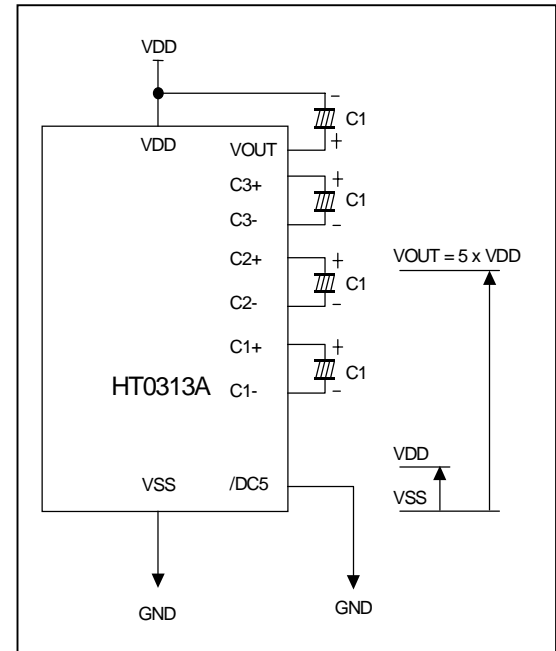 VDD
VDD
- C1 +
VOUT
C3+
+ C1 -
C3-
C2+
+ C1 -
C2-
C1+
+ C1 -
C1-
HT0313A
VSS
/DC5
GND
GND
VOUT = 5 x VDD
VDD
VSS